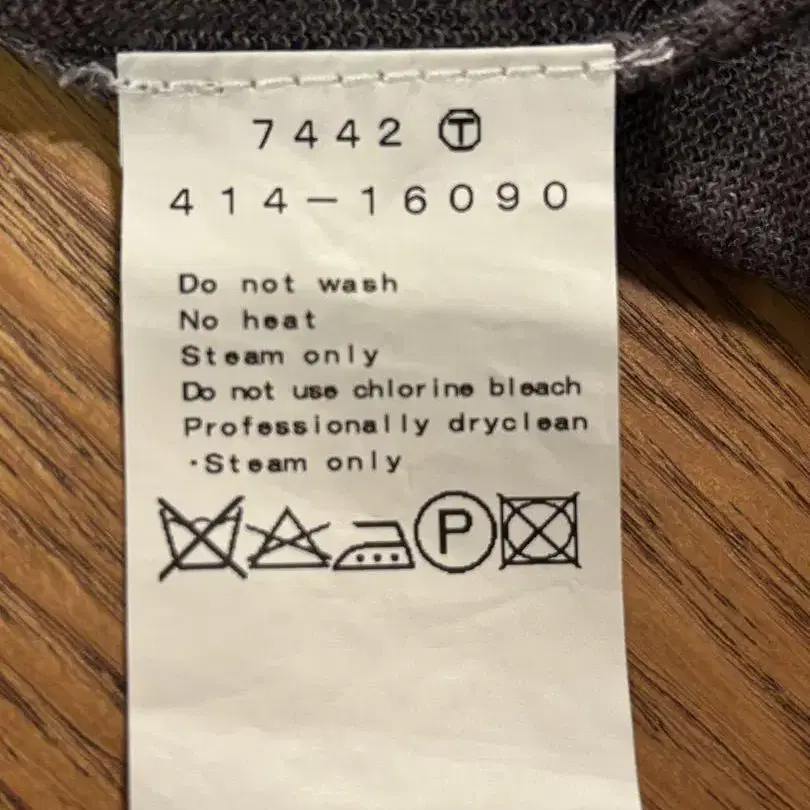 7442 Ⓣ
414-16090
Do not wash
No heat
Steam only
Do not use chlorine bleach
Professionally dryclean
·Steam only
P